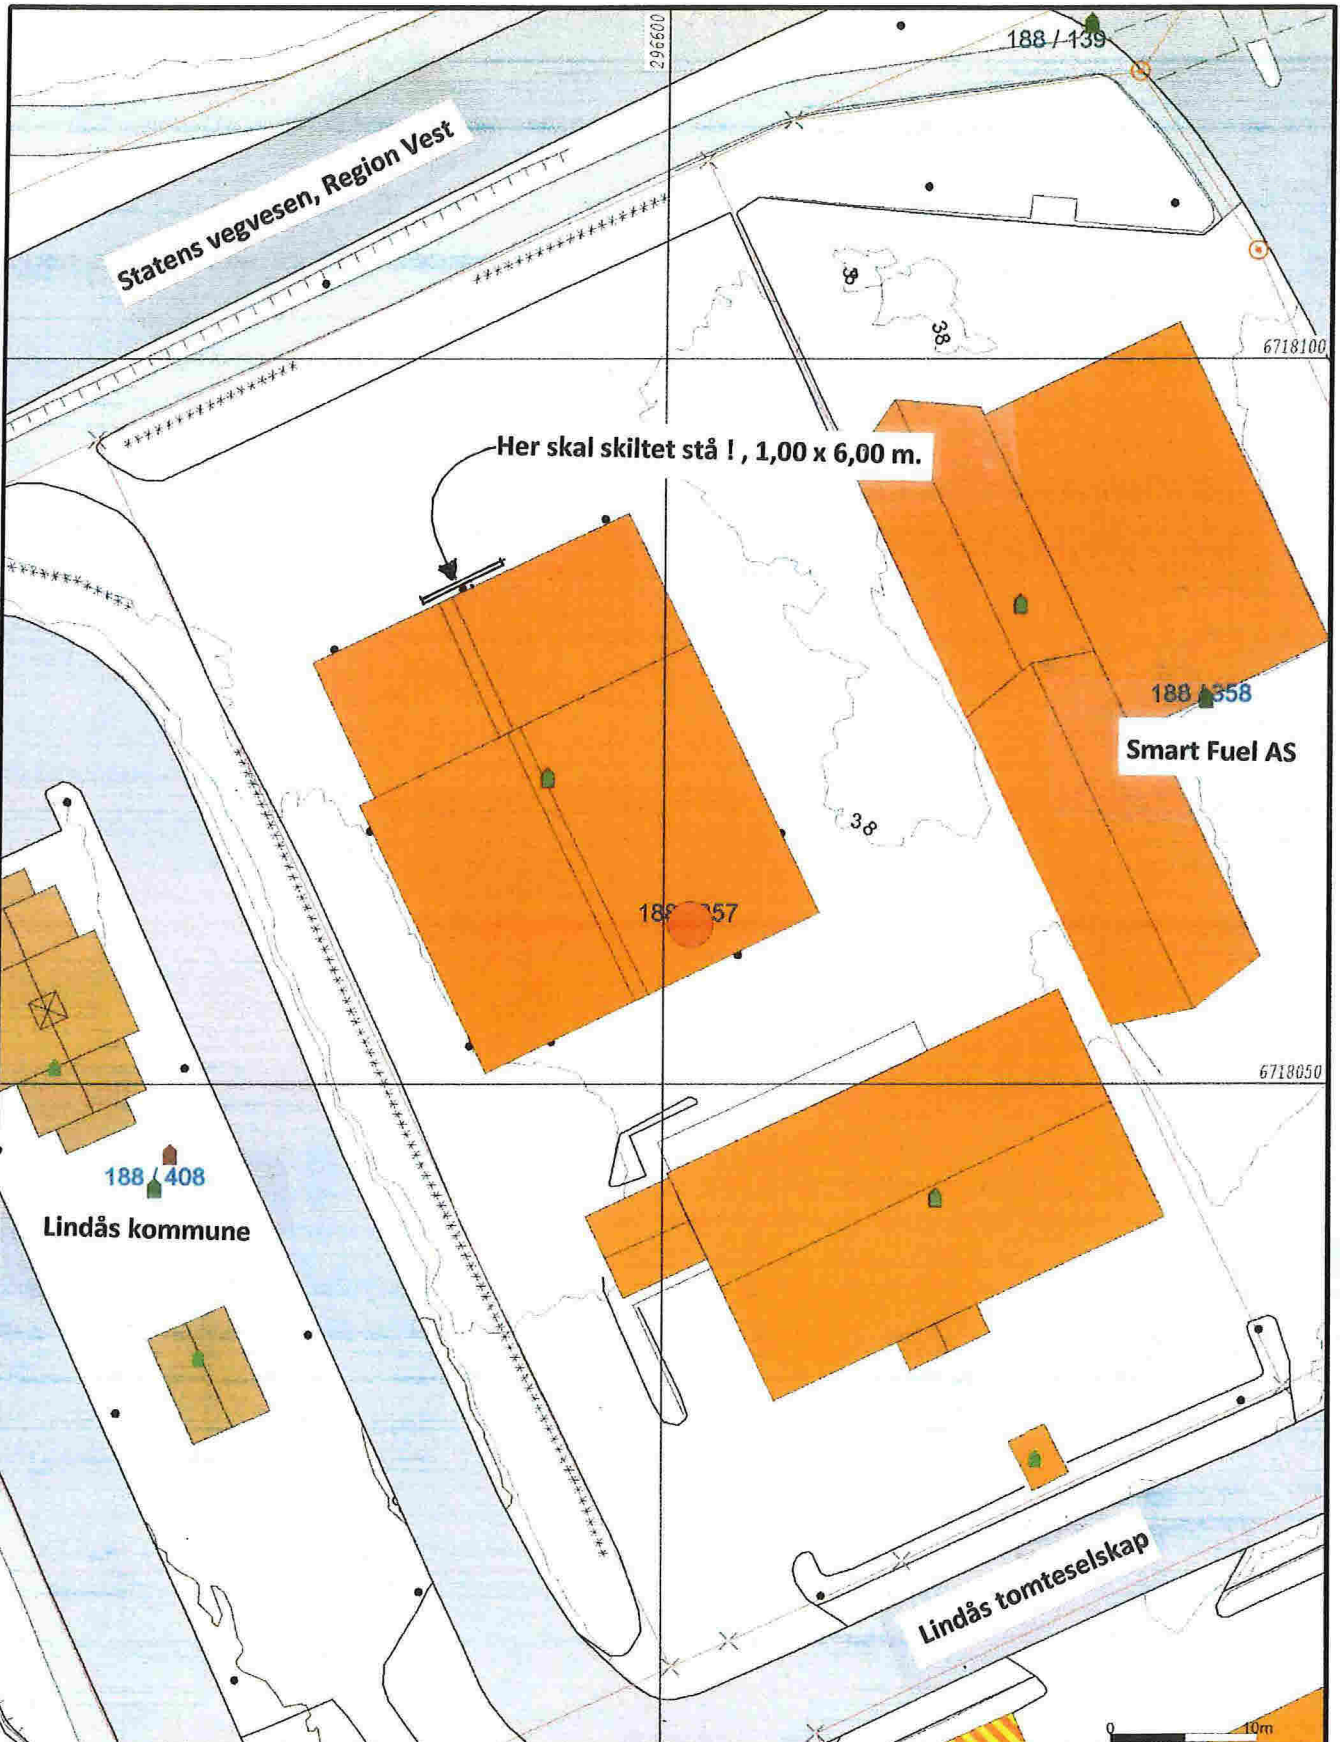 296600
188 / 139
Statens vegvesen, Region Vest
38
38
6718100
Her skal skiltet stå ! , 1,00 x 6,00 m.
188 / 358
Smart Fuel AS
38
6718050
188 / 408
Lindås kommune
Lindås tomteselskap
0 10m